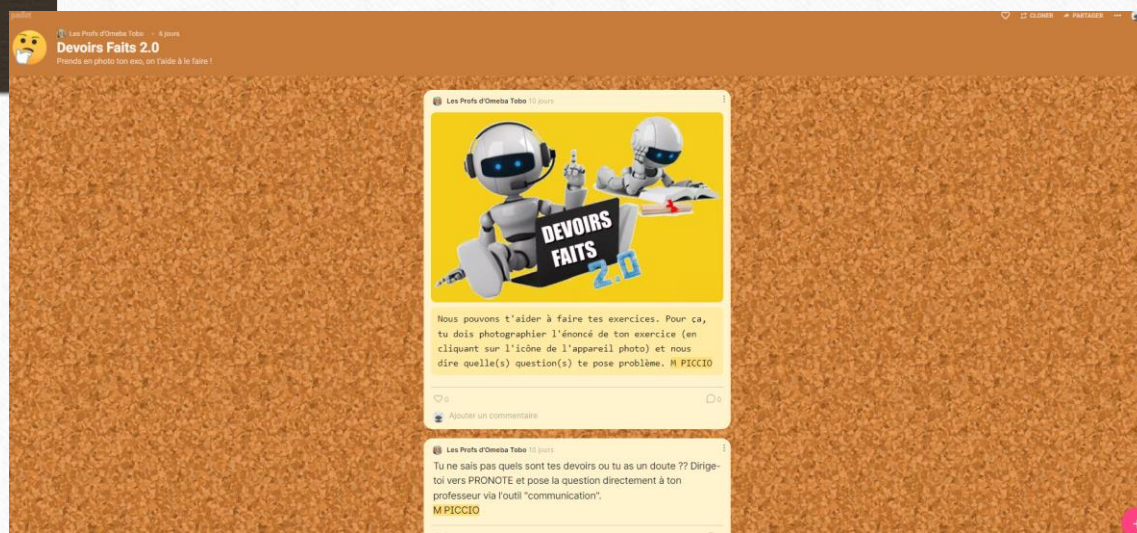 padlet
CLONER PARTAGER
Les Profs d'Omeba Tobo • 6 jours
Devoirs Faits 2.0
Prends en photo ton exo, on t'aide à le faire !
Les Profs d'Omeba Tobo 10 jours
DEVOIRS
FAITS
2.0
Nous pouvons t'aider à faire tes exercices. Pour ça,
tu dois photographier l'énoncé de ton exercice (en
cliquant sur l'icône de l'appareil photo) et nous
dire quelle(s) question(s) te pose problème. M PICCIO
0
0
Ajouter un commentaire
Les Profs d'Omeba Tobo 10 jours
Tu ne sais pas quels sont tes devoirs ou tu as un doute ?? Dirige-
toi vers PRONOTE et pose la question directement à ton
professeur via l'outil "communication".
M PICCIO